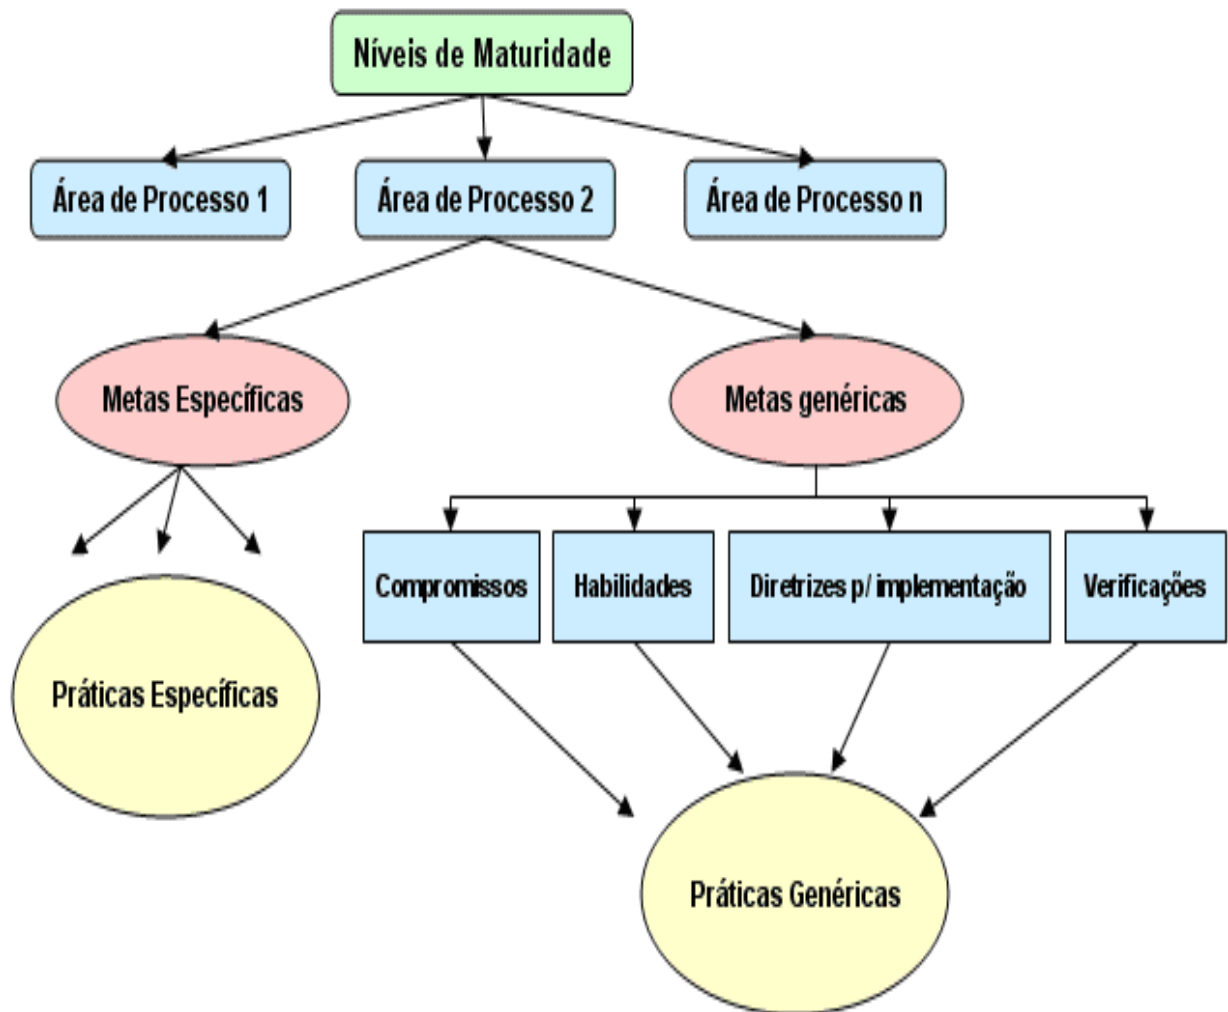 Níveis de Maturidade
Área de Processo 1
Área de Processo 2
Área de Processo n
Metas Específicas
Metas genéricas
Compromissos
Habilidades
Diretrizes p/ implementação
Verificações
Práticas Específicas
Práticas Genéricas